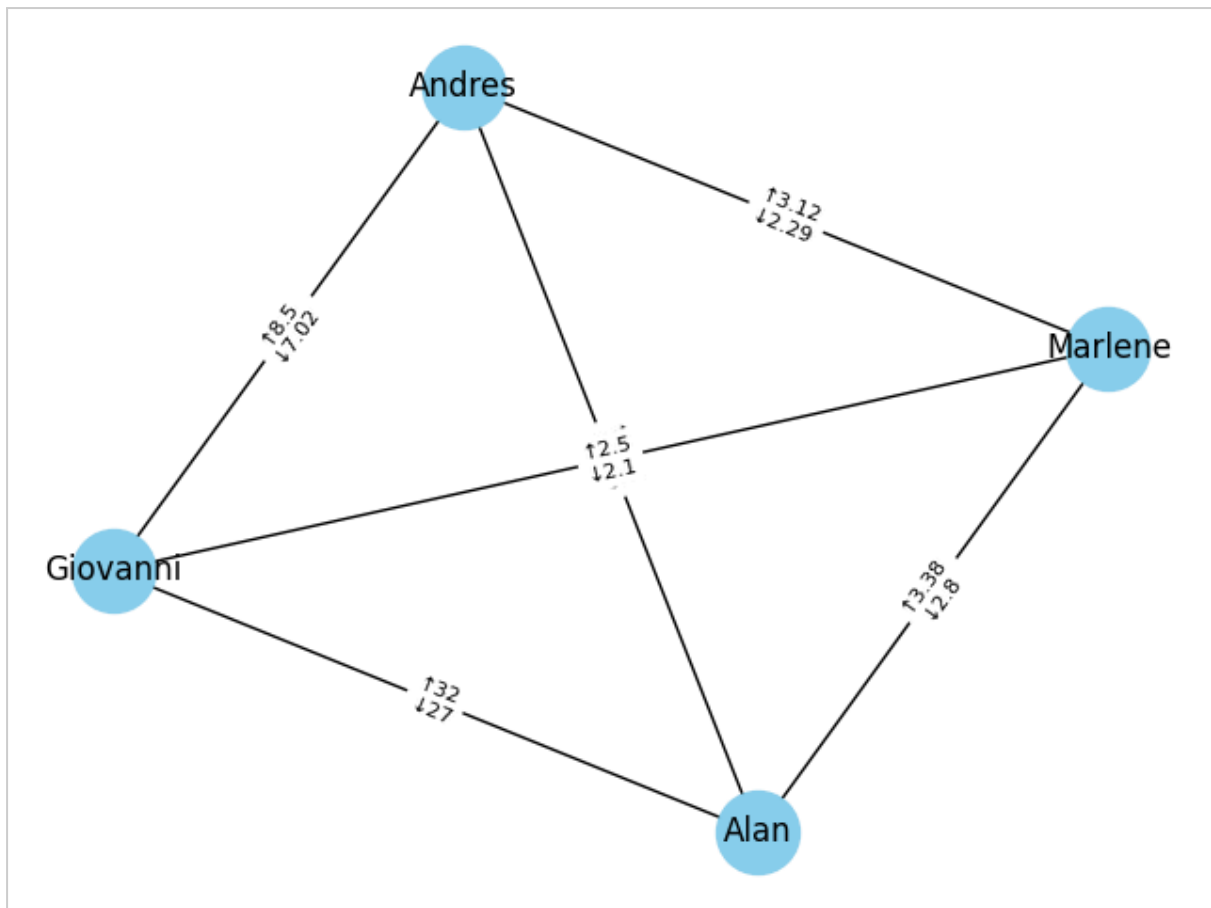 Andres
↑3.12
↓2.29
↑8.5
↓7.02
Marlene
↑2.5
↓2.1
Giovanni
↑3.38
↓2.8
↑32
↓27
Alan